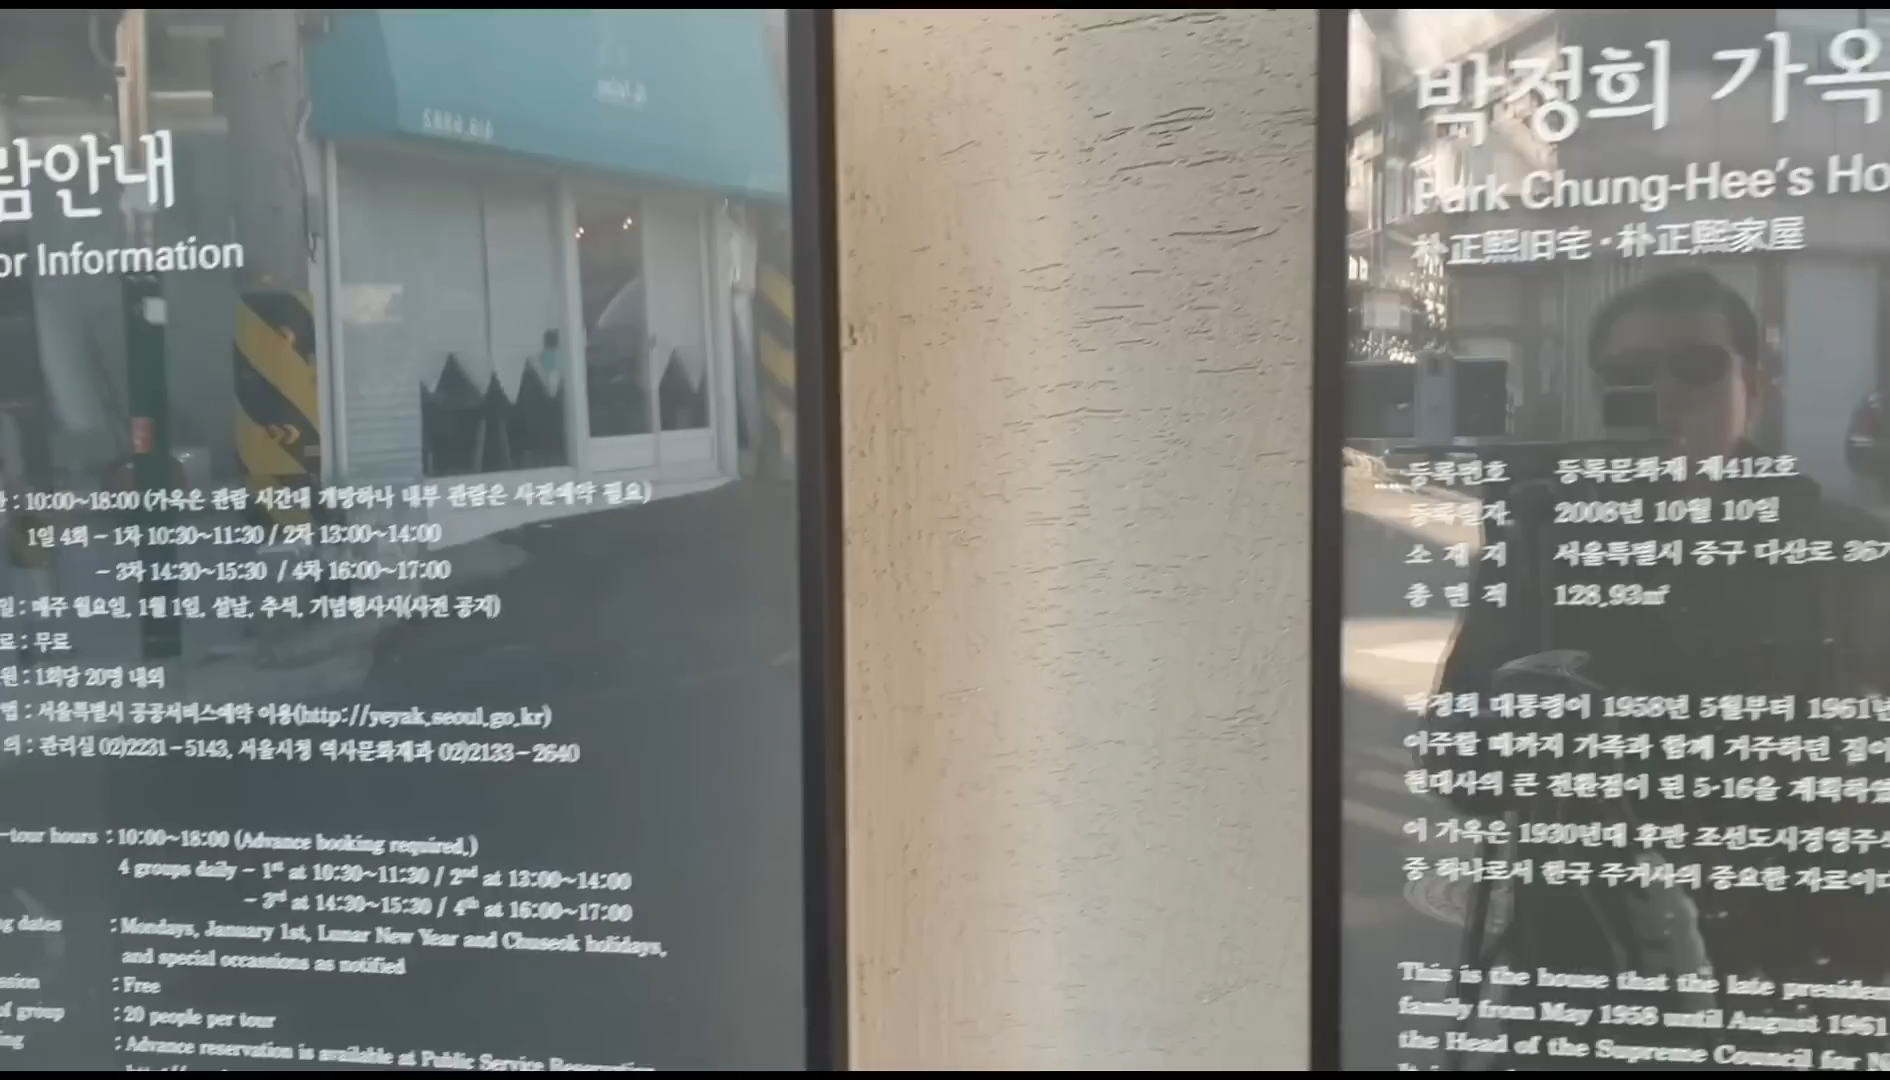 람안내
or Information
: 10:00~18:00 (가옥은 관람 시간내 개방하나 내부 관람은 사전예약 필요)
1일 4회 - 1차 10:30~11:30 / 2차 13:00~14:00
- 3차 14:30~15:30 / 4차 16:00~17:00
일 : 매주 월요일, 1월 1일, 설날, 추석, 기념행사시(사전 공지)
료 : 무료
원 : 1회당 20명 내외
법 : 서울특별시 공공서비스예약 이용(http://yeyak.seoul.go.kr)
의 : 관리실 02)2231-5143, 서울시청 역사문화재과 02)2133-2640
-tour hours : 10:00~18:00 (Advance booking required.)
4 groups daily - 1st at 10:30~11:30 / 2nd at 13:00~14:00
- 3rd at 14:30~15:30 / 4th at 16:00~17:00
g dates : Mondays, January 1st, Lunar New Year and Chuseok holidays,
and special occassions as notified
ssion : Free
of group : 20 people per tour
ing : Advance reservation is available at Public Service Reservation
박정희 가옥
Park Chung-Hee's Ho
朴正熙旧宅·朴正熙家屋
등록번호 등록문화재 제412호
등록일자 2008년 10월 10일
소 재 지 서울특별시 중구 다산로 367
총 면 적 128.93㎡
박정희 대통령이 1958년 5월부터 1961년
이주할 때까지 가족과 함께 거주하던 집이
현대사의 큰 전환점이 된 5·16을 계획하였
이 가옥은 1930년대 후반 조선도시경영주식
중 하나로서 한국 주거사의 중요한 자료이다
This is the house that the late presiden
family from May 1958 until August 1961
the Head of the Supreme Council for N